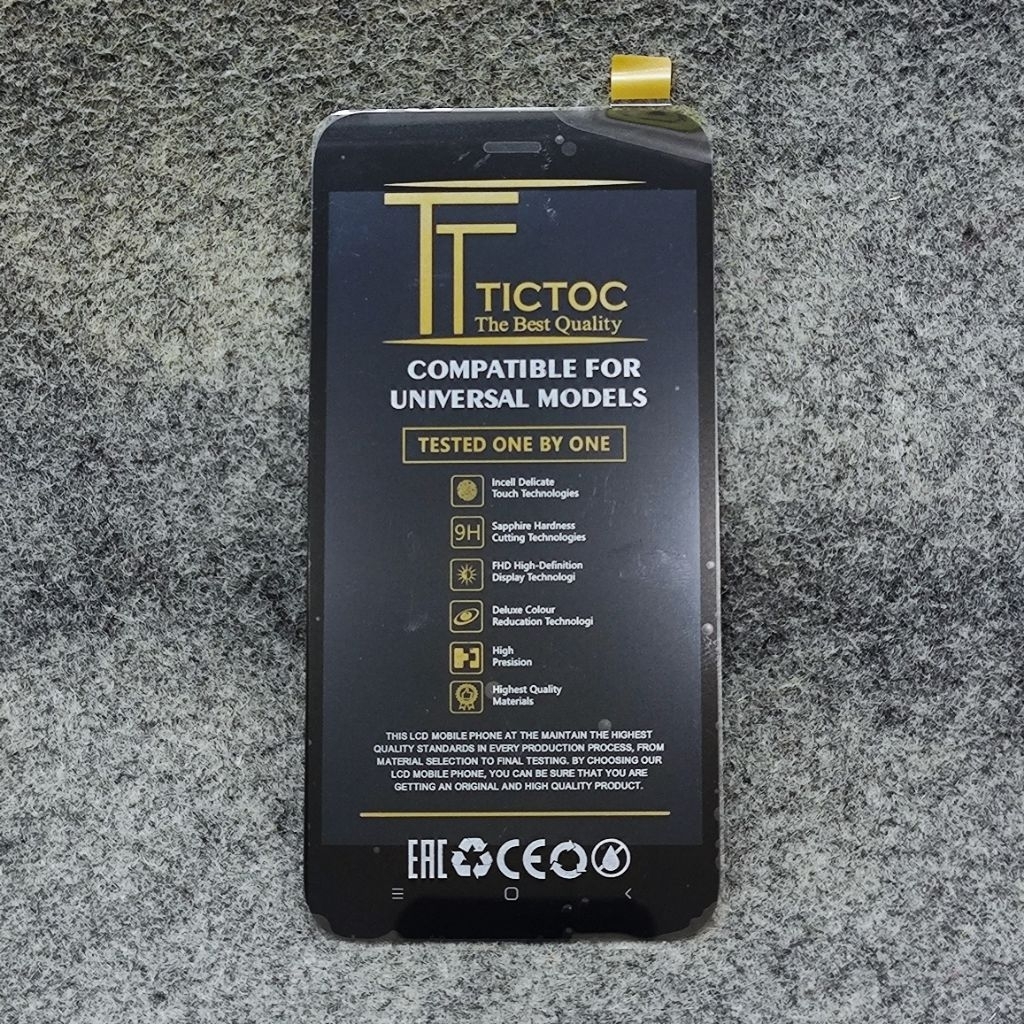 TT
TICTOC
The Best Quality
COMPATIBLE FOR
UNIVERSAL MODELS
TESTED ONE BY ONE
Incell Delicate
Touch Technologies
9H
Sapphire Hardness
Cutting Technologies
FHD High-Definition
Display Technologi
Deluxe Colour
Reducation Technologi
High
Presision
Highest Quality
Materials
THIS LCD MOBILE PHONE AT THE MAINTAIN THE HIGHEST
QUALITY STANDARDS IN EVERY PRODUCTION PROCESS, FROM
MATERIAL SELECTION TO FINAL TESTING. BY CHOOSING OUR
LCD MOBILE PHONE, YOU CAN BE SURE THAT YOU ARE
GETTING AN ORIGINAL AND HIGH QUALITY PRODUCT.
EAC CE